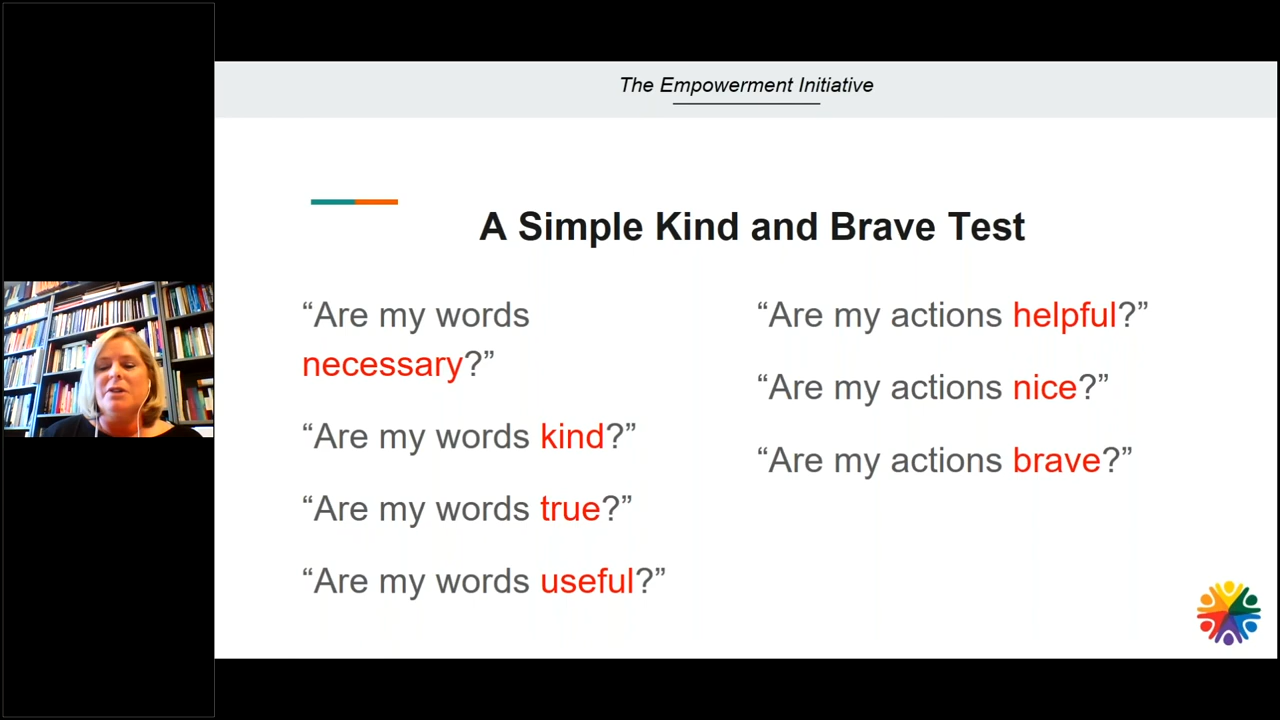 The Empowerment Initiative
A Simple Kind and Brave Test
“Are my words
necessary?”
“Are my words kind?”
“Are my words true?”
“Are my words useful?”
“Are my actions helpful?”
“Are my actions nice?”
“Are my actions brave?”